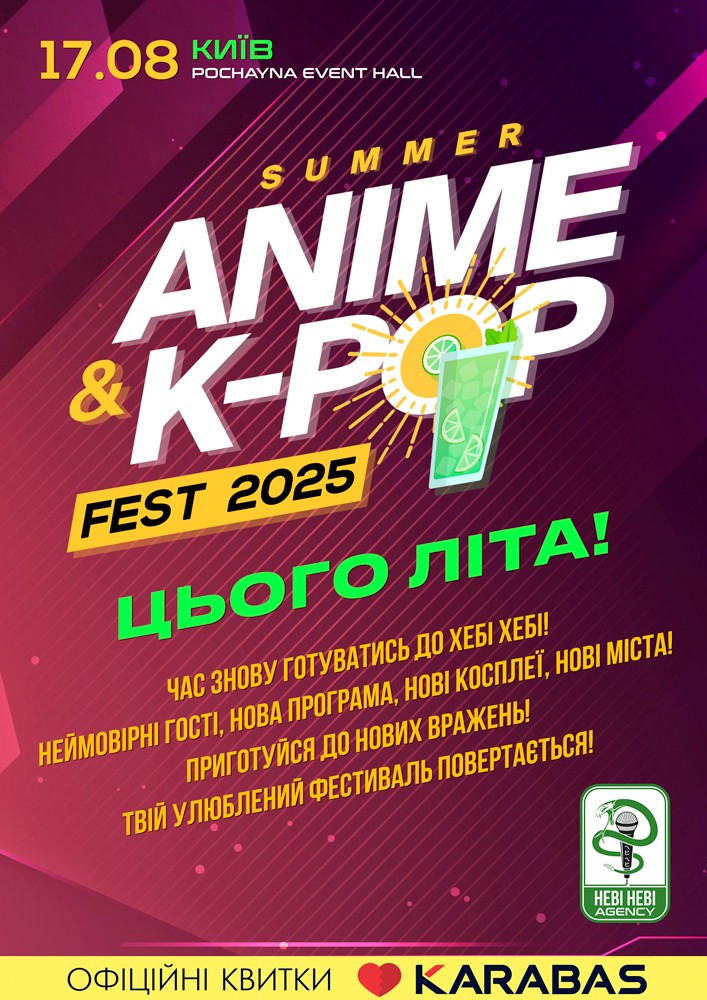 17.08 КИЇВ
POCHAYNA EVENT HALL
SUMMER
ANIME
& K-POP
FEST 2025
ЦЬОГО ЛІТА!
ЧАС ЗНОВУ ГОТУВАТИСЬ ДО ХЕБІ ХЕБІ!
НЕЙМОВІРНІ ГОСТІ, НОВА ПРОГРАМА, НОВІ КОСПЛЕЇ, НОВІ МІСТА!
ПРИГОТУЙСЯ ДО НОВИХ ВРАЖЕНЬ!
ТВІЙ УЛЮБЛЕНИЙ ФЕСТИВАЛЬ ПОВЕРТАЄТЬСЯ!
HEBI HEBI
AGENCY
ОФІЦІЙНІ КВИТКИ KARABAS